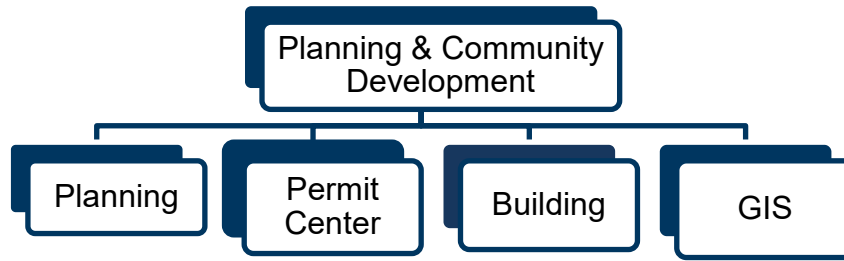 Planning & Community
Development
Planning
Permit
Center
Building
GIS